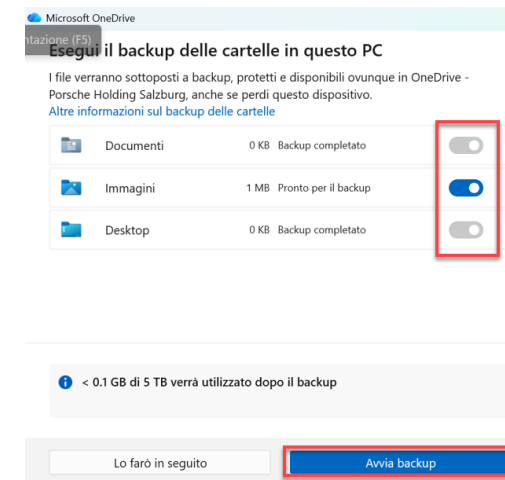 Microsoft OneDrive
ntazione (F5)
Esegui il backup delle cartelle in questo PC
I file verranno sottoposti a backup, protetti e disponibili ovunque in OneDrive -
Porsche Holding Salzburg, anche se perdi questo dispositivo.
Altre informazioni sul backup delle cartelle
Documenti 0 KB Backup completato
Immagini 1 MB Pronto per il backup
Desktop 0 KB Backup completato
< 0.1 GB di 5 TB verrà utilizzato dopo il backup
Lo farò in seguito Avvia backup